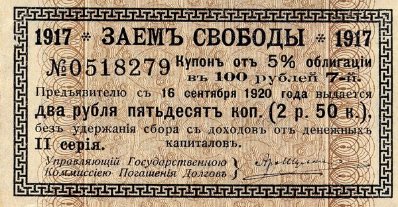 1917 * ЗАЕМЪ СВОБОДЫ * 1917
№0518279 Купонъ отъ 5% облигаціи
въ 100 рублей 7-й.
Предъявителю съ 16 сентября 1920 года выдается
два рубля пятьдесятъ коп. (2 р. 50 к.),
безъ удержанія сбора съ доходовъ отъ денежныхъ
II серія. капиталовъ.
Управляющій Государственною
Коммиссіею Погашенія Долговъ